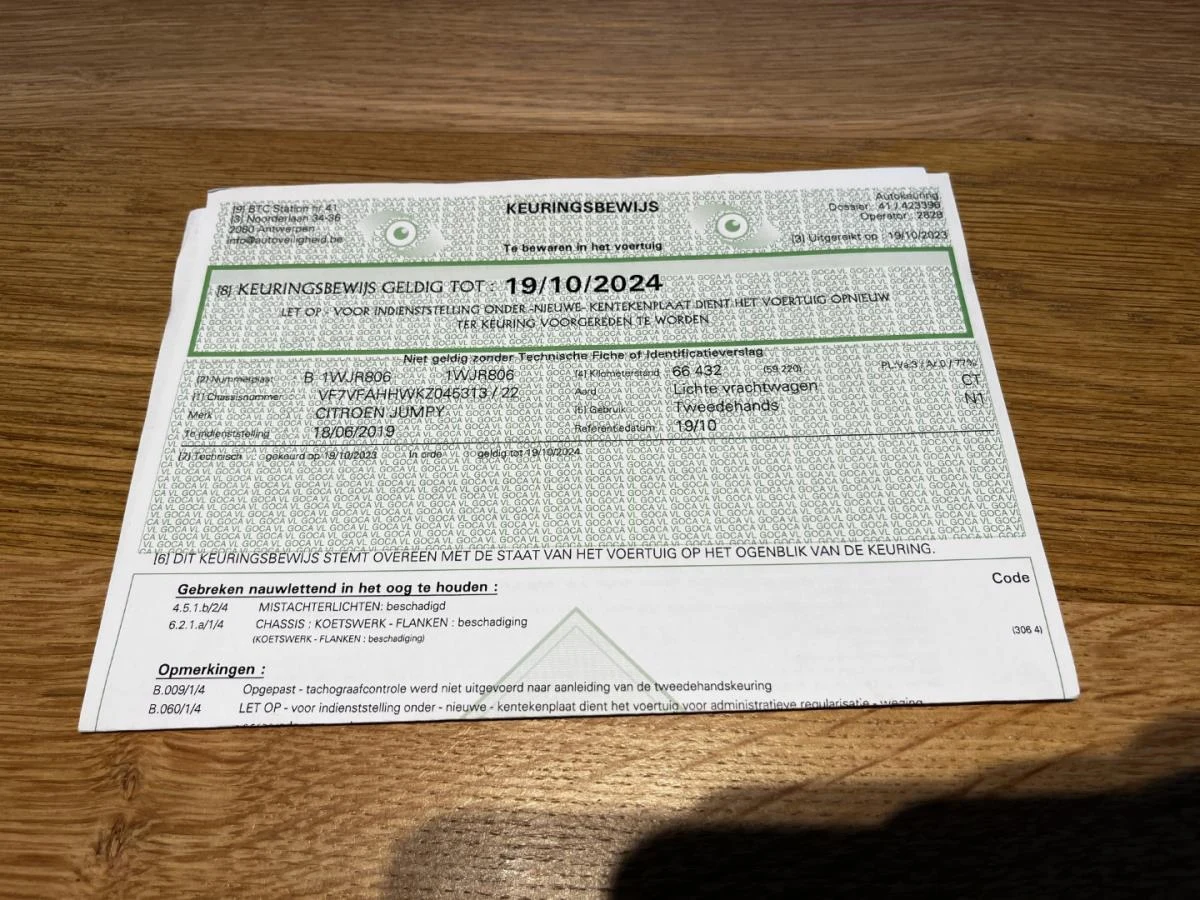 [9] BTC Station nr 41
[3] Noorderlaan 34-36
2060 Antwerpen
info@autoveiligheid.be
KEURINGSBEWIJS
Te bewaren in het voertuig
Autokeuring
Dossier : 41 / 423396
Operator : 2828
[3] Uitgereikt op : 19/10/2023
[8] KEURINGSBEWIJS GELDIG TOT : 19/10/2024
LET OP - VOOR INDIENSTSTELLING ONDER -NIEUWE- KENTEKENPLAAT DIENT HET VOERTUIG OPNIEUW
TER KEURING VOORGEREDEN TE WORDEN
Niet geldig zonder Technische Fiche of Identificatieverslag
[2] Nummerplaat B 1WJR806 1WJR806 [4] Kilometerstand 66 432 (59 220)
[1] Chassisnummer VF7VFAHHWKZ045313 / 22 Aard Lichte vrachtwagen CT
Merk CITROEN JUMPY [5] Gebruik Tweedehands N1
Te indienststelling 18/06/2019 Referentiedatum 19/10
[7] Technisch gekeurd op 19/10/2023 In orde geldig tot 19/10/2024
[6] DIT KEURINGSBEWIJS STEMT OVEREEN MET DE STAAT VAN HET VOERTUIG OP HET OGENBLIK VAN DE KEURING.
Gebreken nauwlettend in het oog te houden : Code
4.5.1.b/2/4 MISTACHTERLICHTEN: beschadigd
6.2.1.a/1/4 CHASSIS : KOETSWERK - FLANKEN : beschadiging
(KOETSWERK - FLANKEN : beschadiging) (306 4)
Opmerkingen :
B.009/1/4 Opgepast - tachograafcontrole werd niet uitgevoerd naar aanleiding van de tweedehandskeuring
B.060/1/4 LET OP - voor indienststelling onder - nieuwe - kentekenplaat dient het voertuig voor administratieve regularisatie - weging